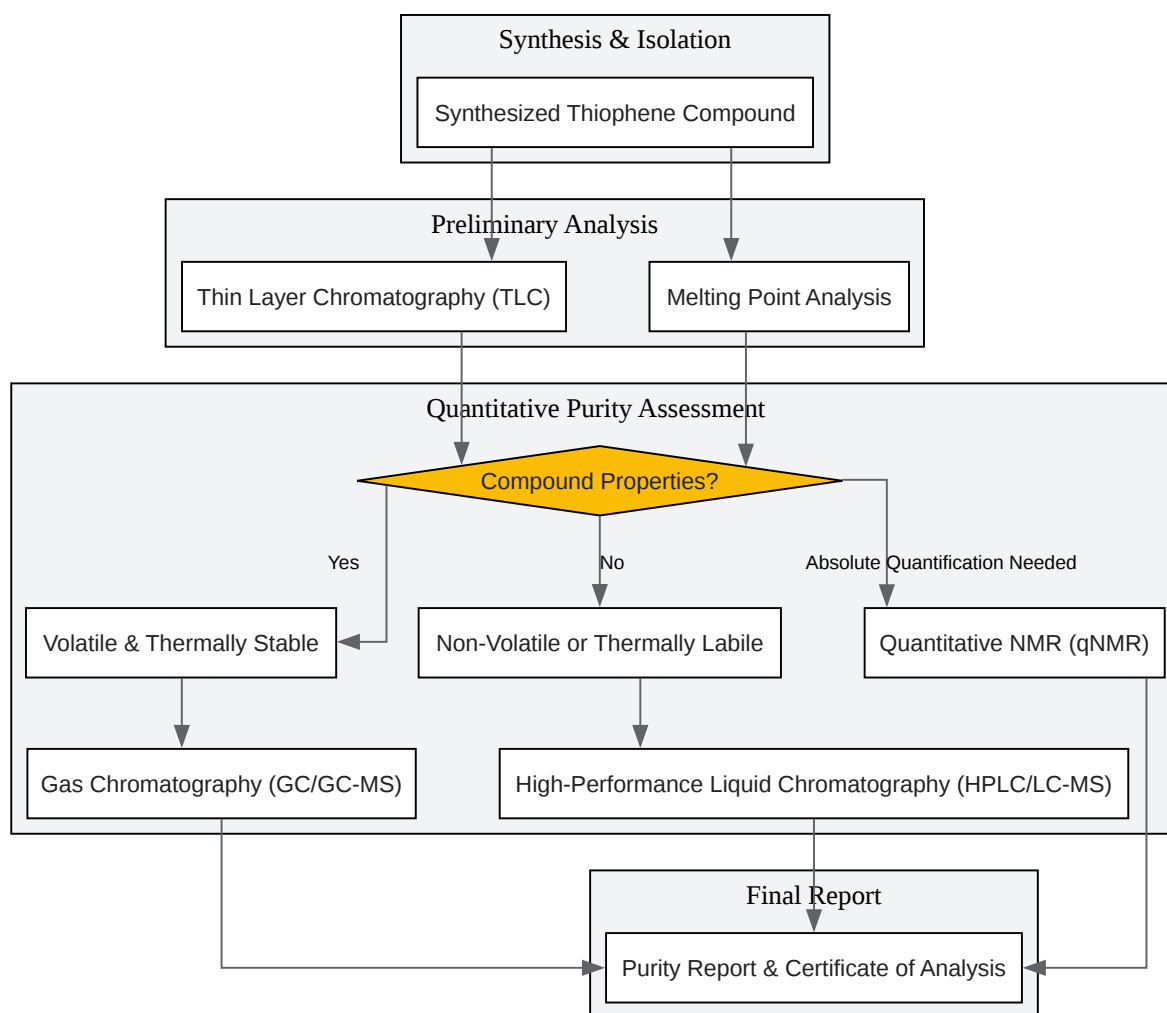 Synthesis & Isolation
Synthesized Thiophene Compound
Preliminary Analysis
Thin Layer Chromatography (TLC)
Melting Point Analysis
Quantitative Purity Assessment
Compound Properties?
Yes
No
Absolute Quantification Needed
Volatile & Thermally Stable
Non-Volatile or Thermally Labile
Quantitative NMR (qNMR)
Gas Chromatography (GC/GC-MS)
High-Performance Liquid Chromatography (HPLC/LC-MS)
Final Report
Purity Report & Certificate of Analysis